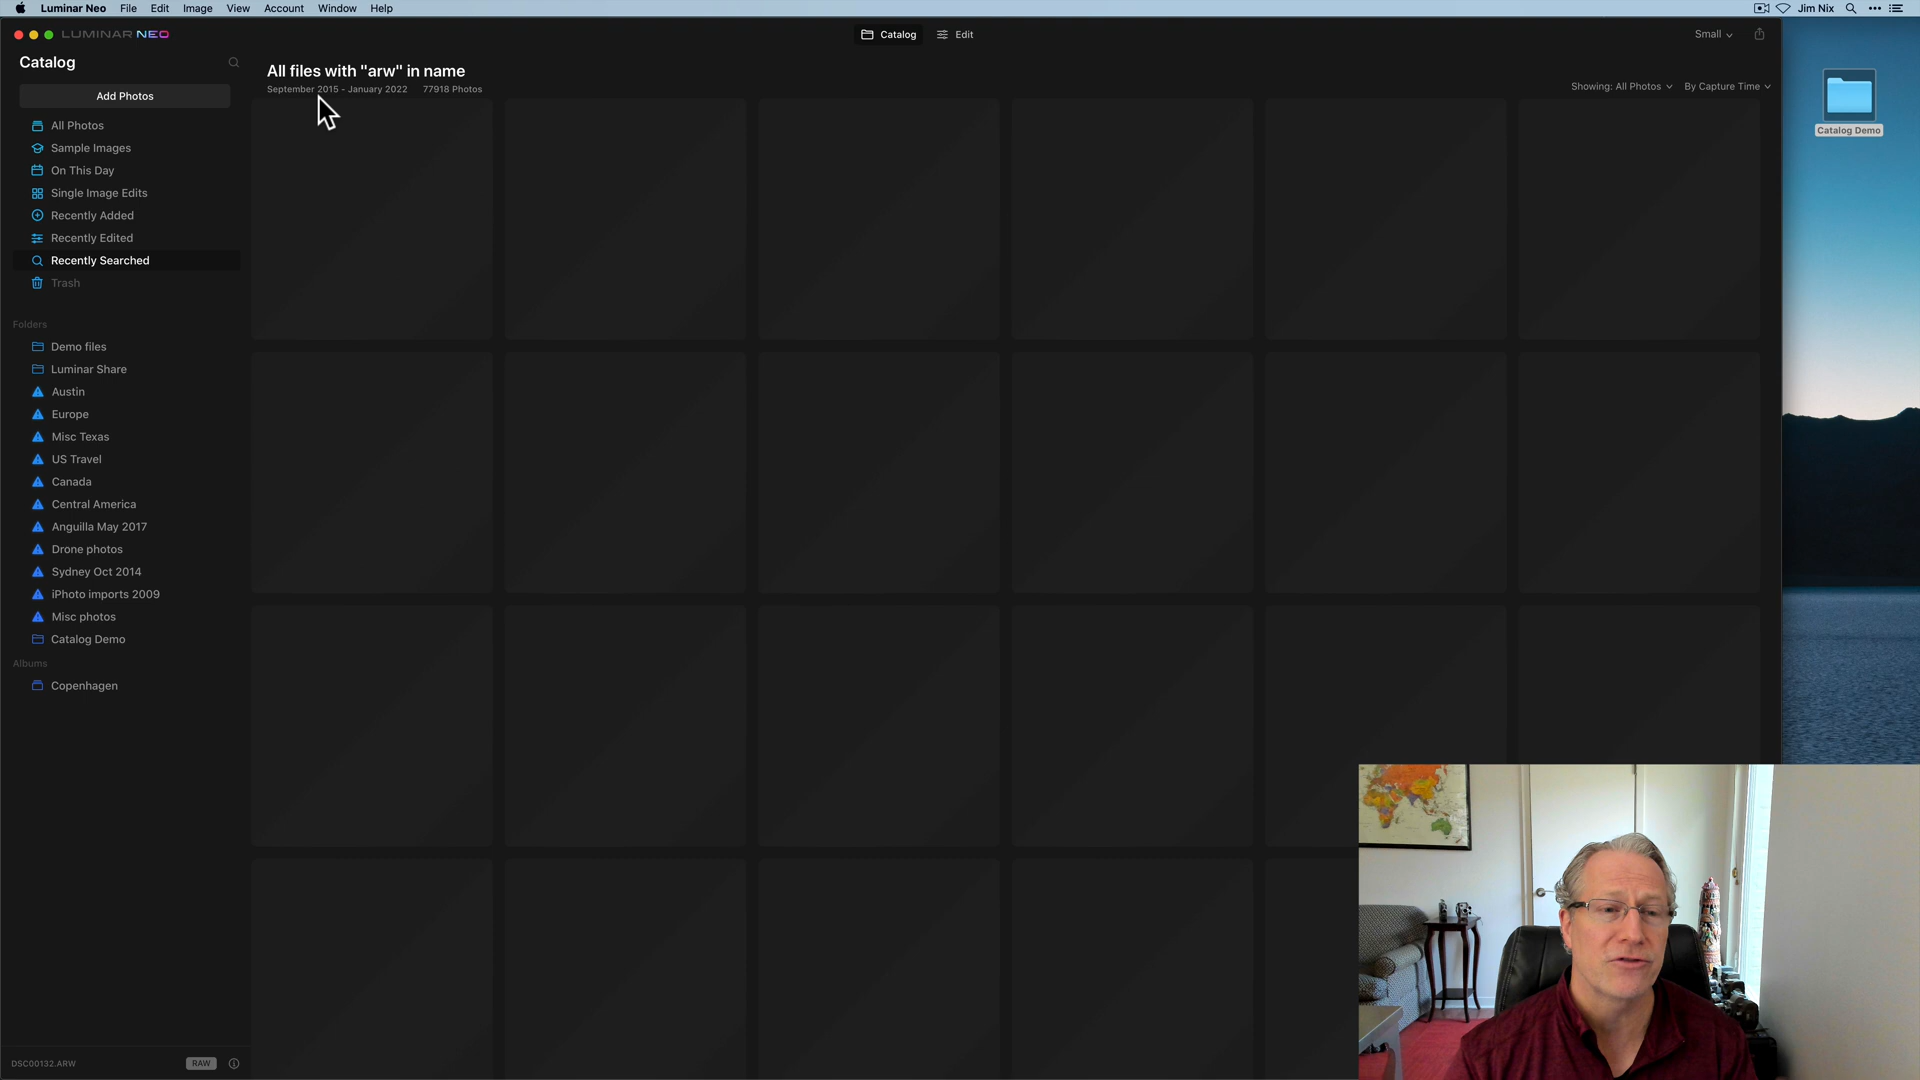 Luminar Neo File Edit Image View Account Window Help Jim Nix
LUMINAR NEO Catalog Edit Small
Catalog
Add Photos
All Photos
Sample Images
On This Day
Single Image Edits
Recently Added
Recently Edited
Recently Searched
Trash
Folders
Demo files
Luminar Share
Austin
Europe
Misc Texas
US Travel
Canada
Central America
Anguilla May 2017
Drone photos
Sydney Oct 2014
iPhoto imports 2009
Misc photos
Catalog Demo
Albums
Copenhagen
DSC00132.ARW RAW
All files with "arw" in name
September 2015 - January 2022 77918 Photos
Showing: All Photos By Capture Time
Catalog Demo